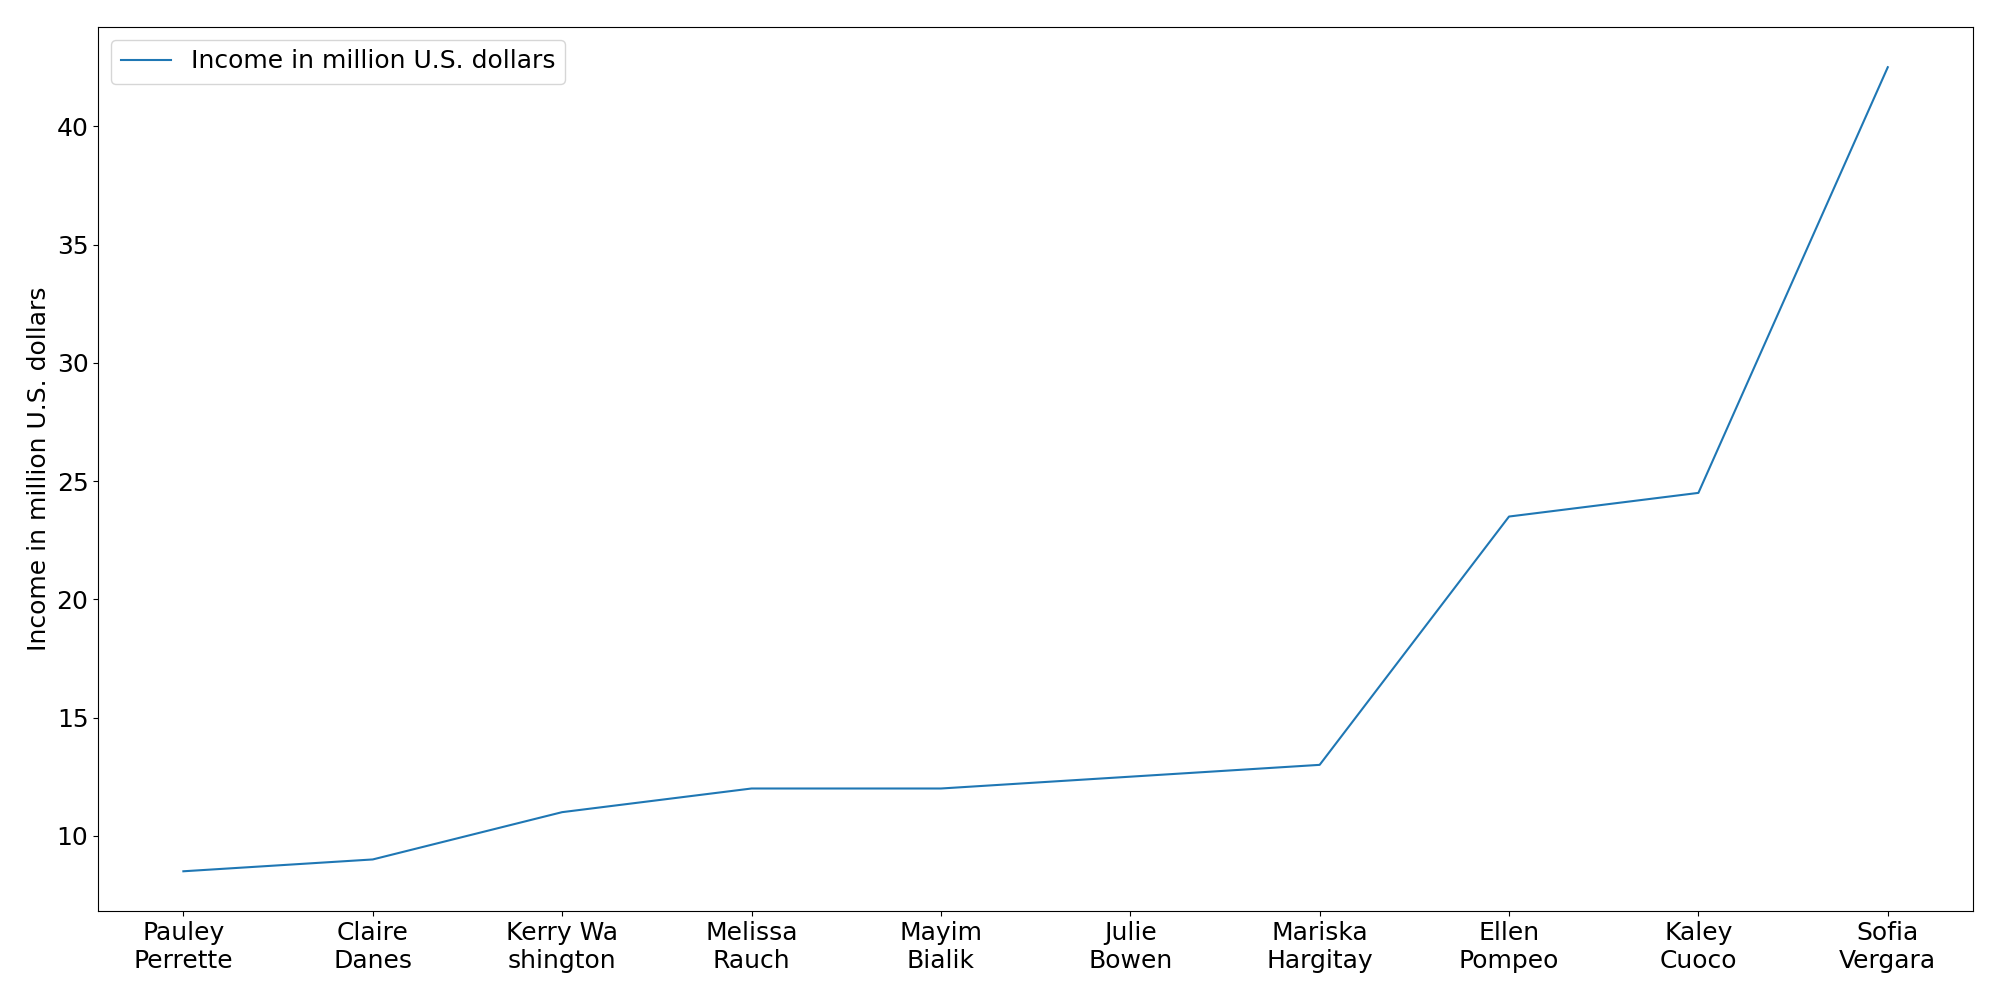 Income in million U.S. dollars
Income in million U.S. dollars
40
35
30
25
20
15
10
Pauley
Perrette
Claire
Danes
Kerry Wa
shington
Melissa
Rauch
Mayim
Bialik
Julie
Bowen
Mariska
Hargitay
Ellen
Pompeo
Kaley
Cuoco
Sofia
Vergara